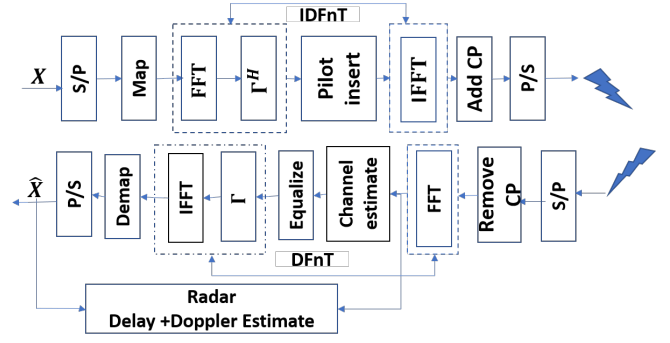 IDFnT
X
S/P
Map
FFT
Γ^H
Pilot
insert
IFFT
Add CP
P/S
X̂
P/S
Demap
IFFT
Γ
Equalize
Channel
estimate
FFT
Remove
CP
S/P
DFnT
Radar
Delay +Doppler Estimate